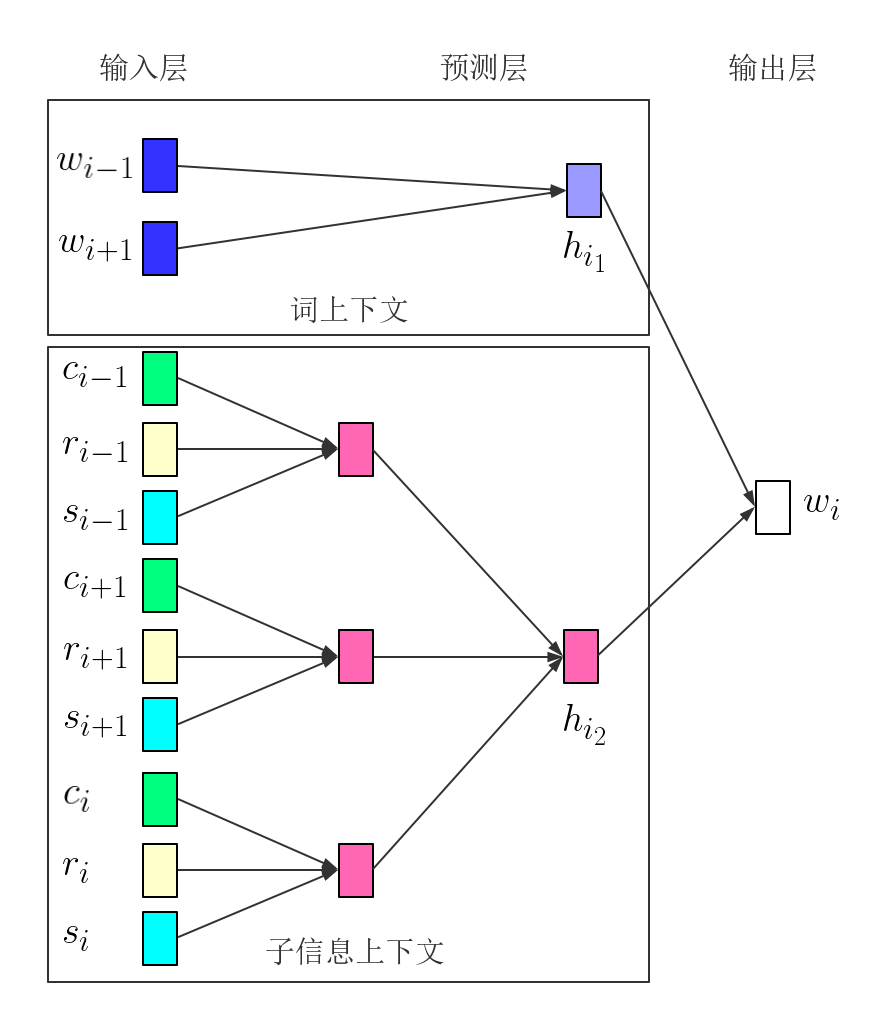 输入层 预测层 输出层
w_{i-1}
w_{i+1}
h_{i_1}
词上下文
c_{i-1}
r_{i-1}
s_{i-1}
w_i
c_{i+1}
r_{i+1}
s_{i+1}
h_{i_2}
c_i
r_i
s_i
子信息上下文